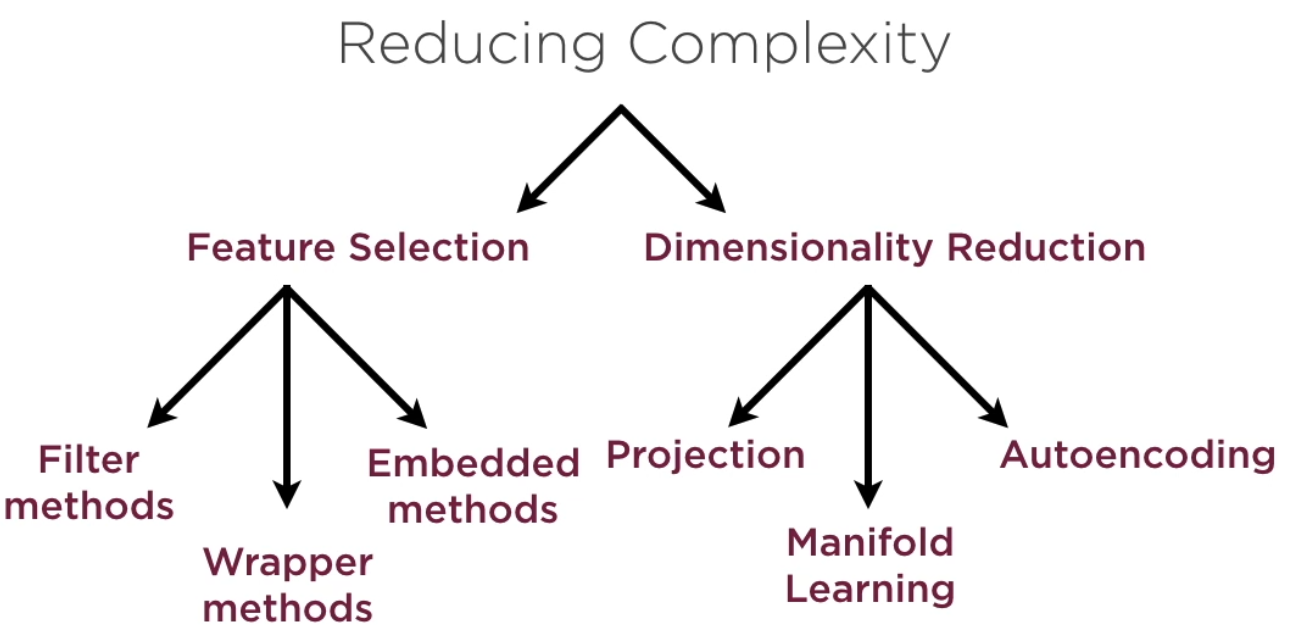 Reducing Complexity
Feature Selection
Dimensionality Reduction
Filter
methods
Wrapper
methods
Embedded
methods
Projection
Manifold
Learning
Autoencoding